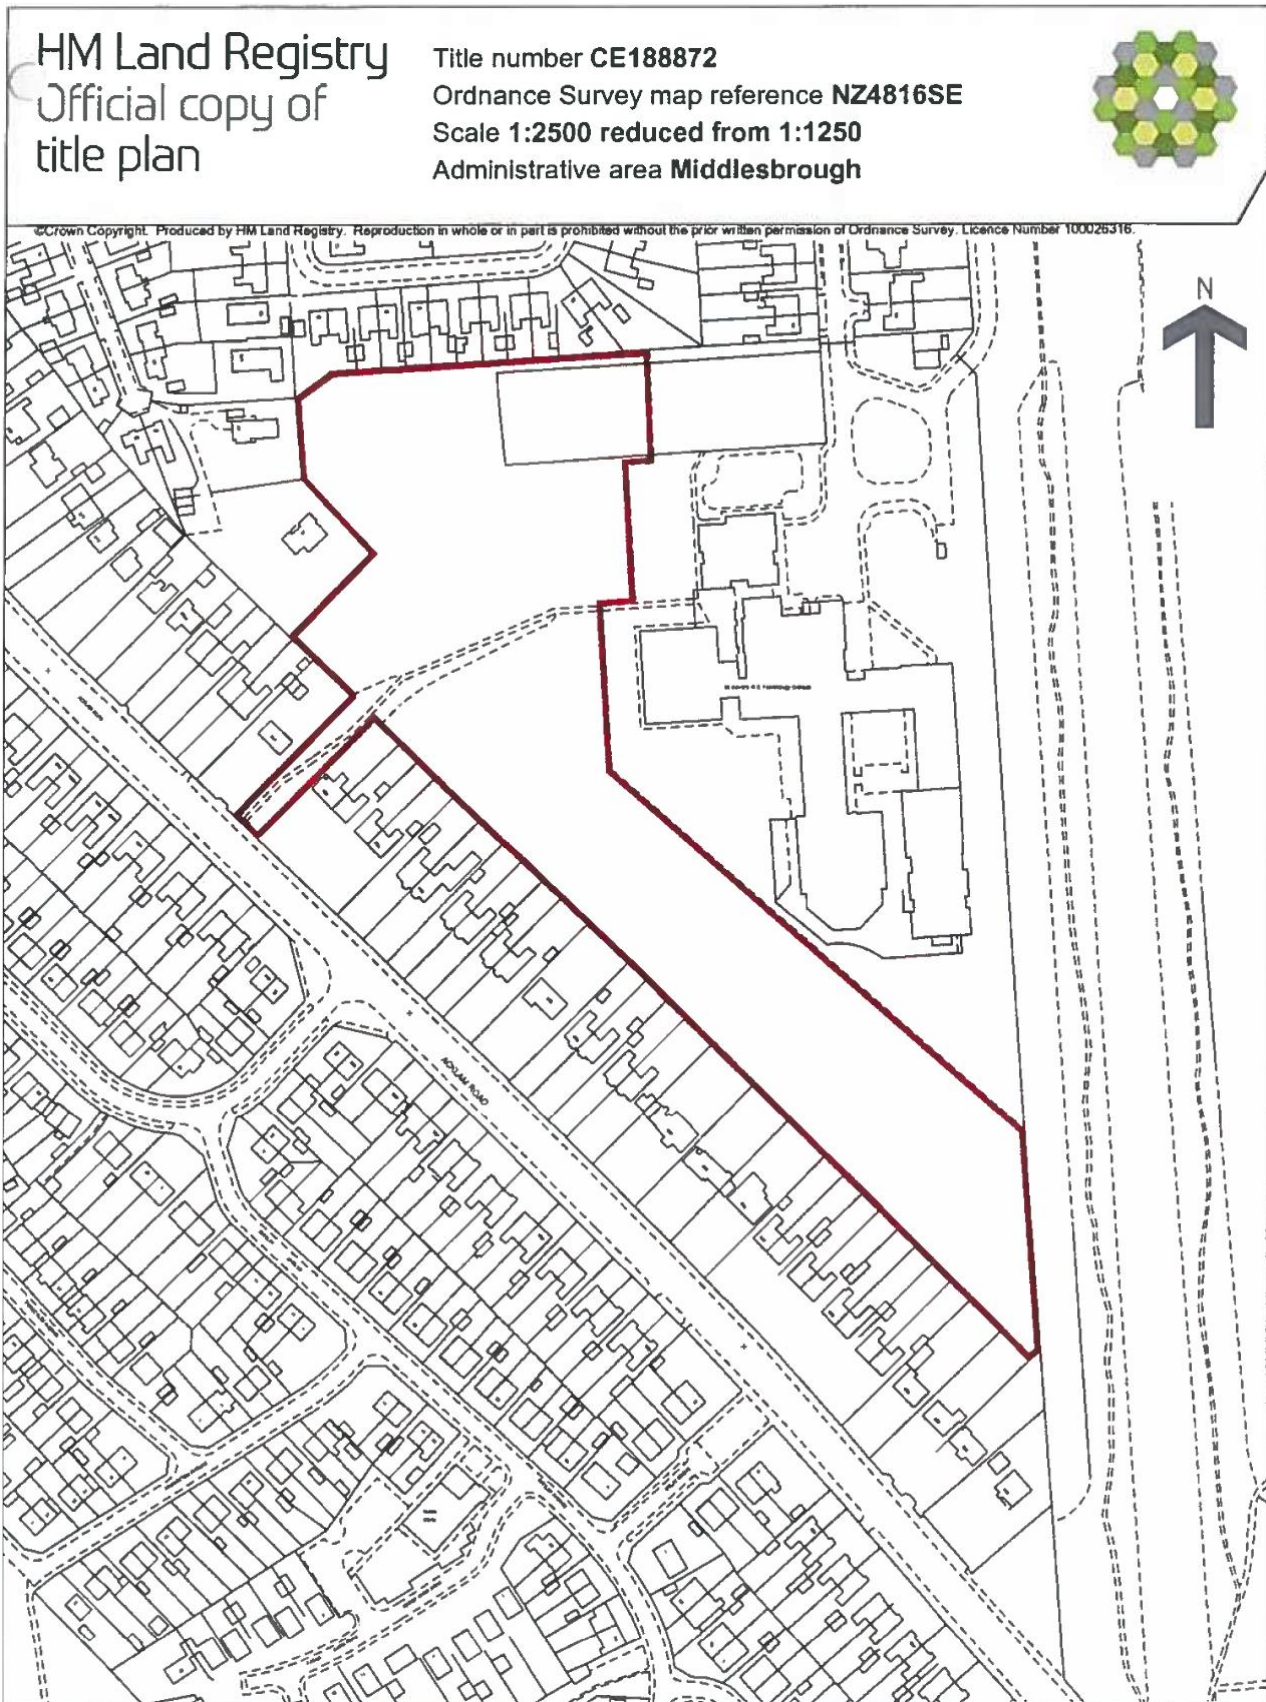 HM Land Registry
Official copy of
title plan
Title number CE188872
Ordnance Survey map reference NZ4816SE
Scale 1:2500 reduced from 1:1250
Administrative area Middlesbrough
©Crown Copyright. Produced by HM Land Registry. Reproduction in whole or in part is prohibited without the prior written permission of Ordnance Survey. Licence Number 100026316.
N
ACKLAM ROAD